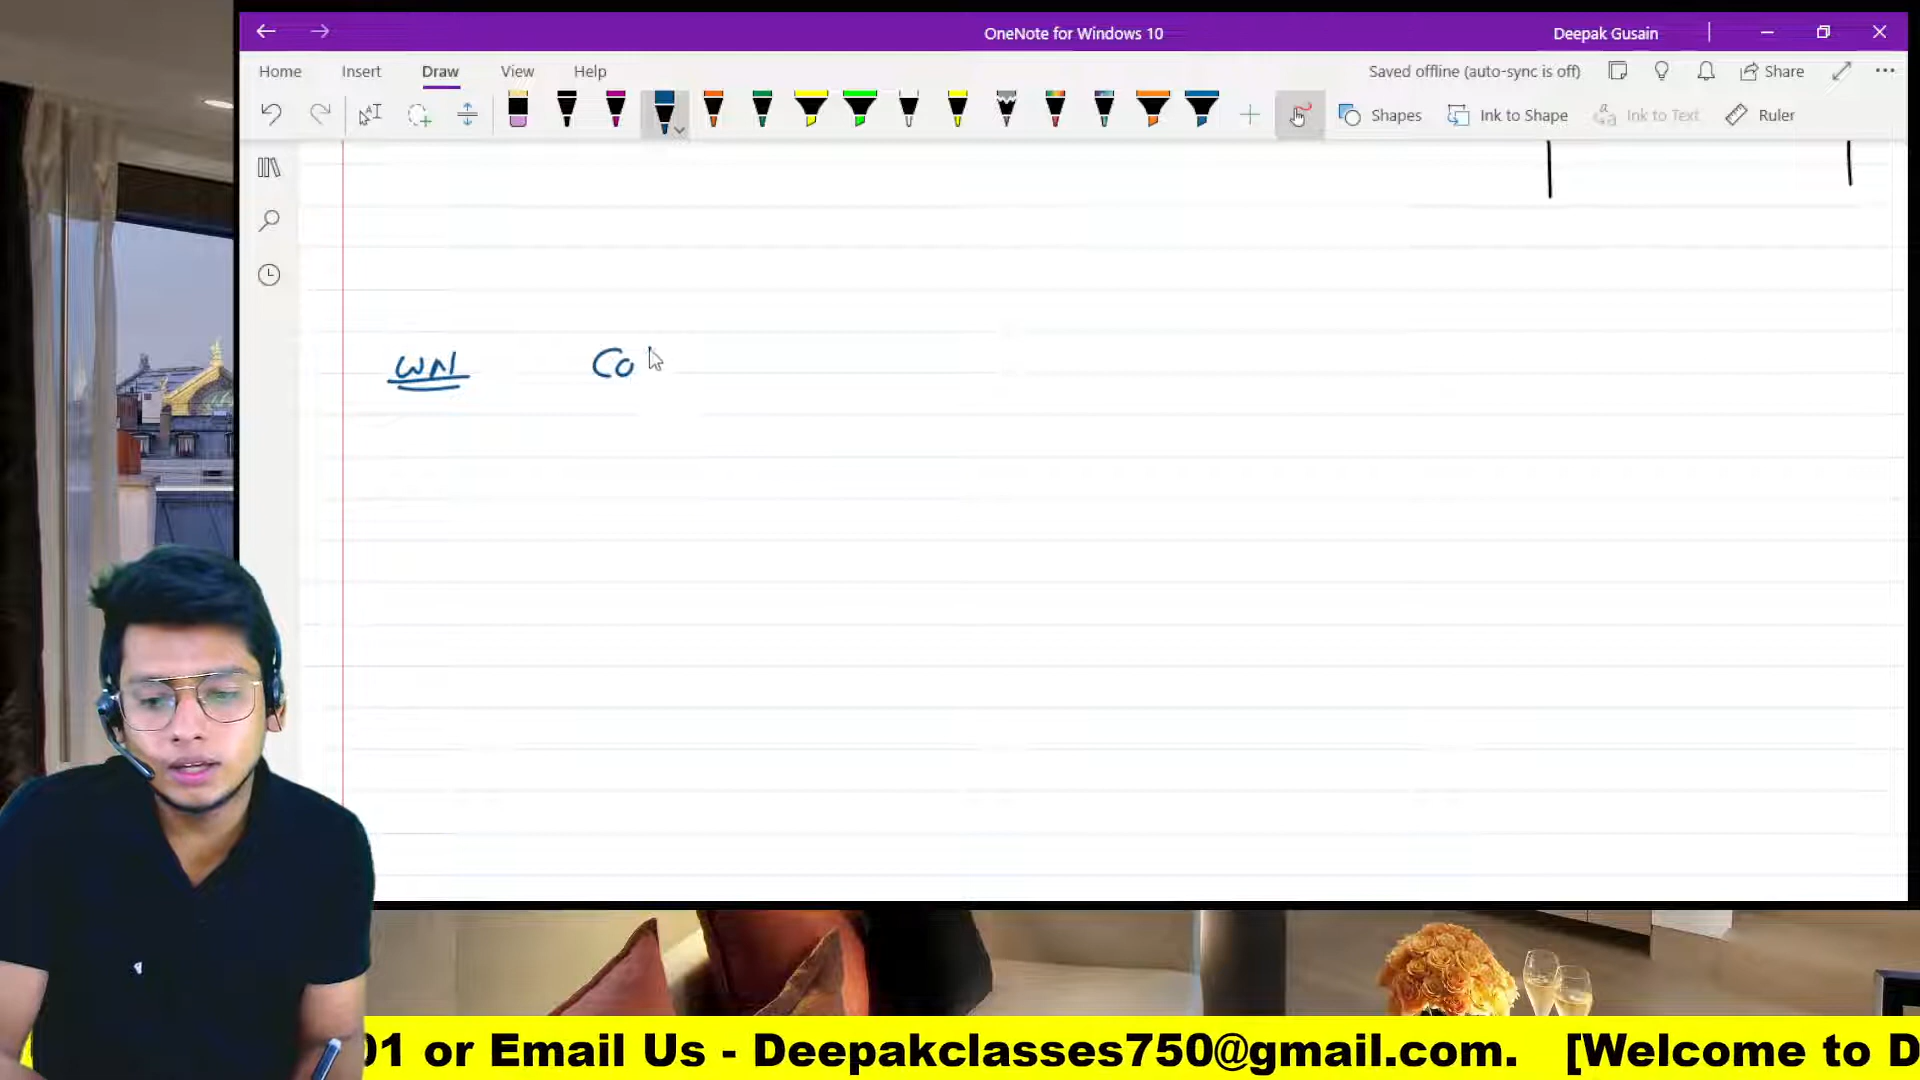 OneNote for Windows 10
Deepak Gusain
Home Insert Draw View Help
Saved offline (auto-sync is off) Share
Shapes Ink to Shape Ink to Text Ruler
WN Co
01 or Email Us - Deepakclasses750@gmail.com. [Welcome to D